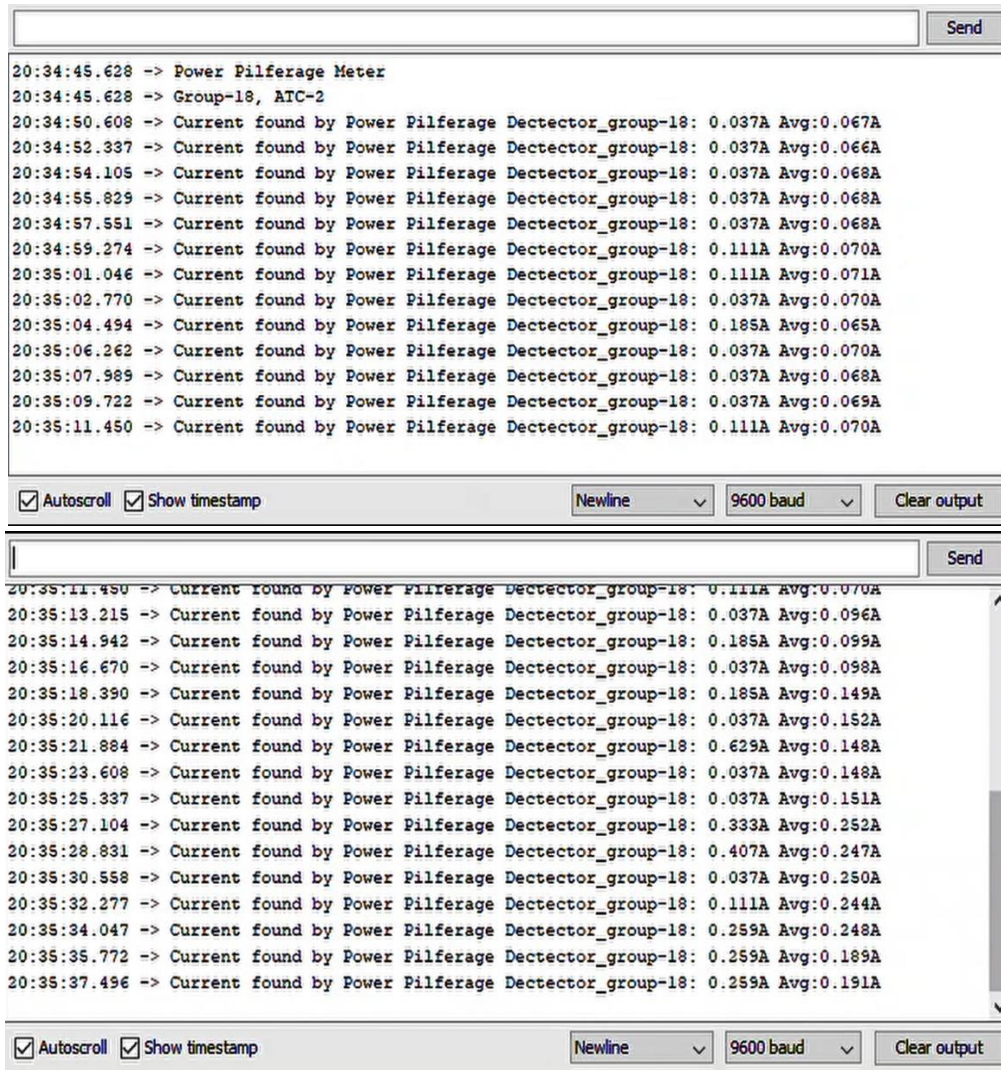 Send
20:34:45.628 -> Power Pilferage Meter
20:34:45.628 -> Group-18, ATC-2
20:34:50.608 -> Current found by Power Pilferage Dectector_group-18: 0.037A Avg:0.067A
20:34:52.337 -> Current found by Power Pilferage Dectector_group-18: 0.037A Avg:0.066A
20:34:54.105 -> Current found by Power Pilferage Dectector_group-18: 0.037A Avg:0.068A
20:34:55.829 -> Current found by Power Pilferage Dectector_group-18: 0.037A Avg:0.068A
20:34:57.551 -> Current found by Power Pilferage Dectector_group-18: 0.037A Avg:0.068A
20:34:59.274 -> Current found by Power Pilferage Dectector_group-18: 0.111A Avg:0.070A
20:35:01.046 -> Current found by Power Pilferage Dectector_group-18: 0.111A Avg:0.071A
20:35:02.770 -> Current found by Power Pilferage Dectector_group-18: 0.037A Avg:0.070A
20:35:04.494 -> Current found by Power Pilferage Dectector_group-18: 0.185A Avg:0.065A
20:35:06.262 -> Current found by Power Pilferage Dectector_group-18: 0.037A Avg:0.070A
20:35:07.989 -> Current found by Power Pilferage Dectector_group-18: 0.037A Avg:0.068A
20:35:09.722 -> Current found by Power Pilferage Dectector_group-18: 0.037A Avg:0.069A
20:35:11.450 -> Current found by Power Pilferage Dectector_group-18: 0.111A Avg:0.070A
Autoscroll Show timestamp Newline 9600 baud Clear output
Send
20:35:11.450 -> Current found by Power Pilferage Dectector_group-18: 0.111A Avg:0.070A
20:35:13.215 -> Current found by Power Pilferage Dectector_group-18: 0.037A Avg:0.096A
20:35:14.942 -> Current found by Power Pilferage Dectector_group-18: 0.185A Avg:0.099A
20:35:16.670 -> Current found by Power Pilferage Dectector_group-18: 0.037A Avg:0.098A
20:35:18.390 -> Current found by Power Pilferage Dectector_group-18: 0.185A Avg:0.149A
20:35:20.116 -> Current found by Power Pilferage Dectector_group-18: 0.037A Avg:0.152A
20:35:21.884 -> Current found by Power Pilferage Dectector_group-18: 0.629A Avg:0.148A
20:35:23.608 -> Current found by Power Pilferage Dectector_group-18: 0.037A Avg:0.148A
20:35:25.337 -> Current found by Power Pilferage Dectector_group-18: 0.037A Avg:0.151A
20:35:27.104 -> Current found by Power Pilferage Dectector_group-18: 0.333A Avg:0.252A
20:35:28.831 -> Current found by Power Pilferage Dectector_group-18: 0.407A Avg:0.247A
20:35:30.558 -> Current found by Power Pilferage Dectector_group-18: 0.037A Avg:0.250A
20:35:32.277 -> Current found by Power Pilferage Dectector_group-18: 0.111A Avg:0.244A
20:35:34.047 -> Current found by Power Pilferage Dectector_group-18: 0.259A Avg:0.248A
20:35:35.772 -> Current found by Power Pilferage Dectector_group-18: 0.259A Avg:0.189A
20:35:37.496 -> Current found by Power Pilferage Dectector_group-18: 0.259A Avg:0.191A
Autoscroll Show timestamp Newline 9600 baud Clear output